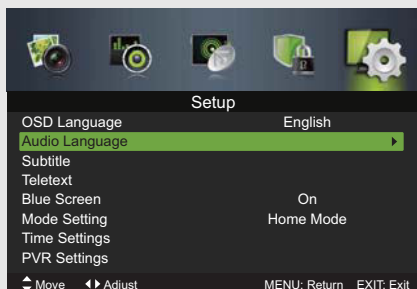 Setup
OSD Language English
Audio Language
Subtitle
Teletext
Blue Screen On
Mode Setting Home Mode
Time Settings
PVR Settings
Move Adjust MENU: Return EXIT: Exit